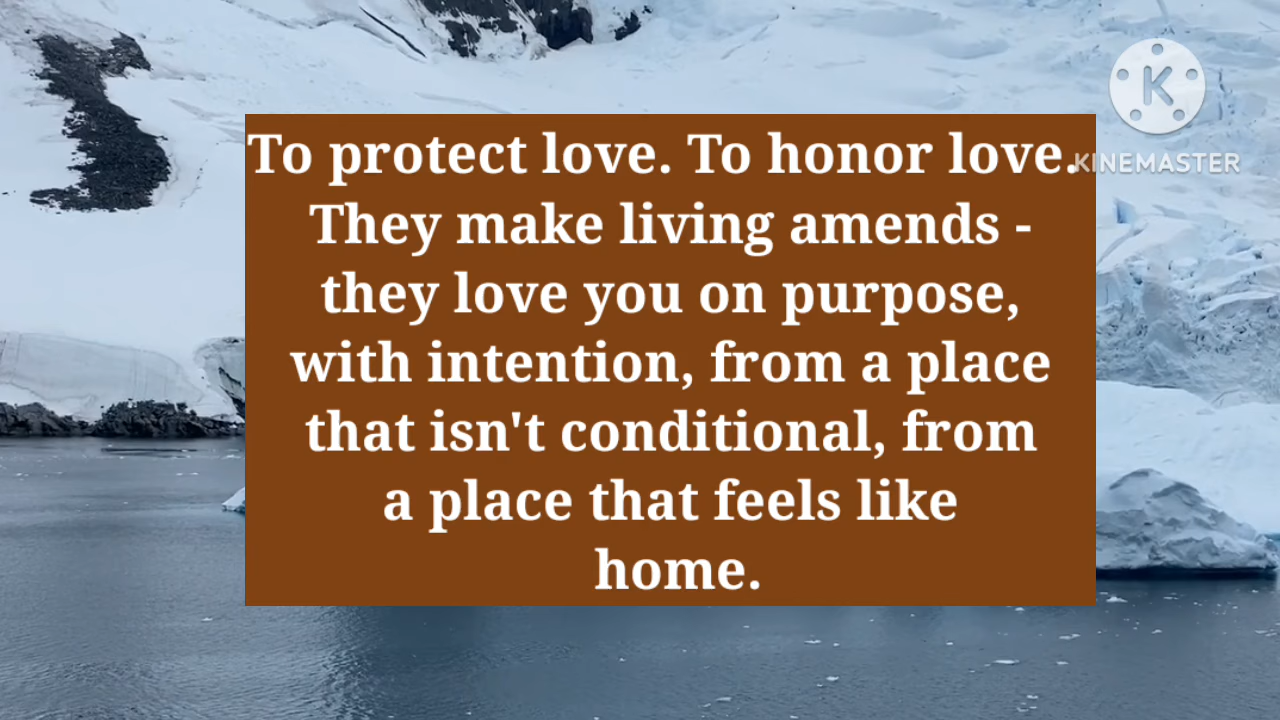 To protect love. To honor love.
KINEMASTER
They make living amends -
they love you on purpose,
with intention, from a place
that isn't conditional, from
a place that feels like
home.